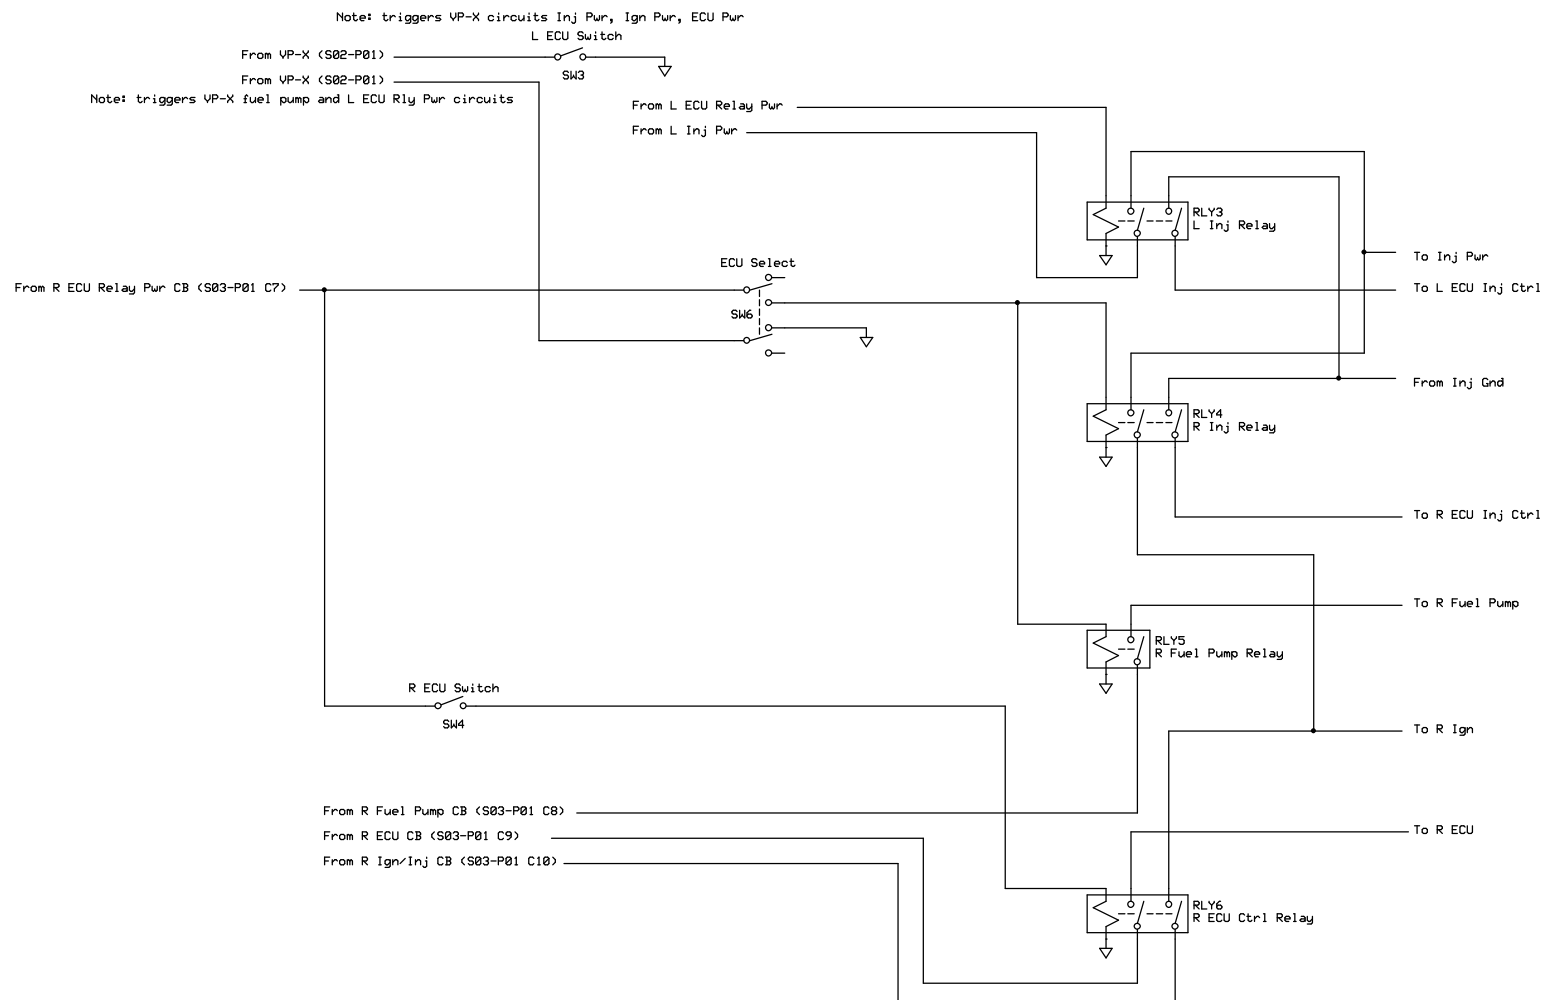 Note: triggers VP-X circuits Inj Pwr, Ign Pwr, ECU Pwr
L ECU Switch
From VP-X (S02-P01)
SW3
From VP-X (S02-P01)
Note: triggers VP-X fuel pump and L ECU Rly Pwr circuits
From L ECU Relay Pwr
From L Inj Pwr
RLY3
L Inj Relay
To Inj Pwr
ECU Select
From R ECU Relay Pwr CB (S03-P01 C7)
To L ECU Inj Ctrl
SW6
From Inj Gnd
RLY4
R Inj Relay
To R ECU Inj Ctrl
To R Fuel Pump
RLY5
R Fuel Pump Relay
R ECU Switch
SW4
To R Ign
From R Fuel Pump CB (S03-P01 C8)
To R ECU
From R ECU CB (S03-P01 C9)
From R Ign/Inj CB (S03-P01 C10)
RLY6
R ECU Ctrl Relay